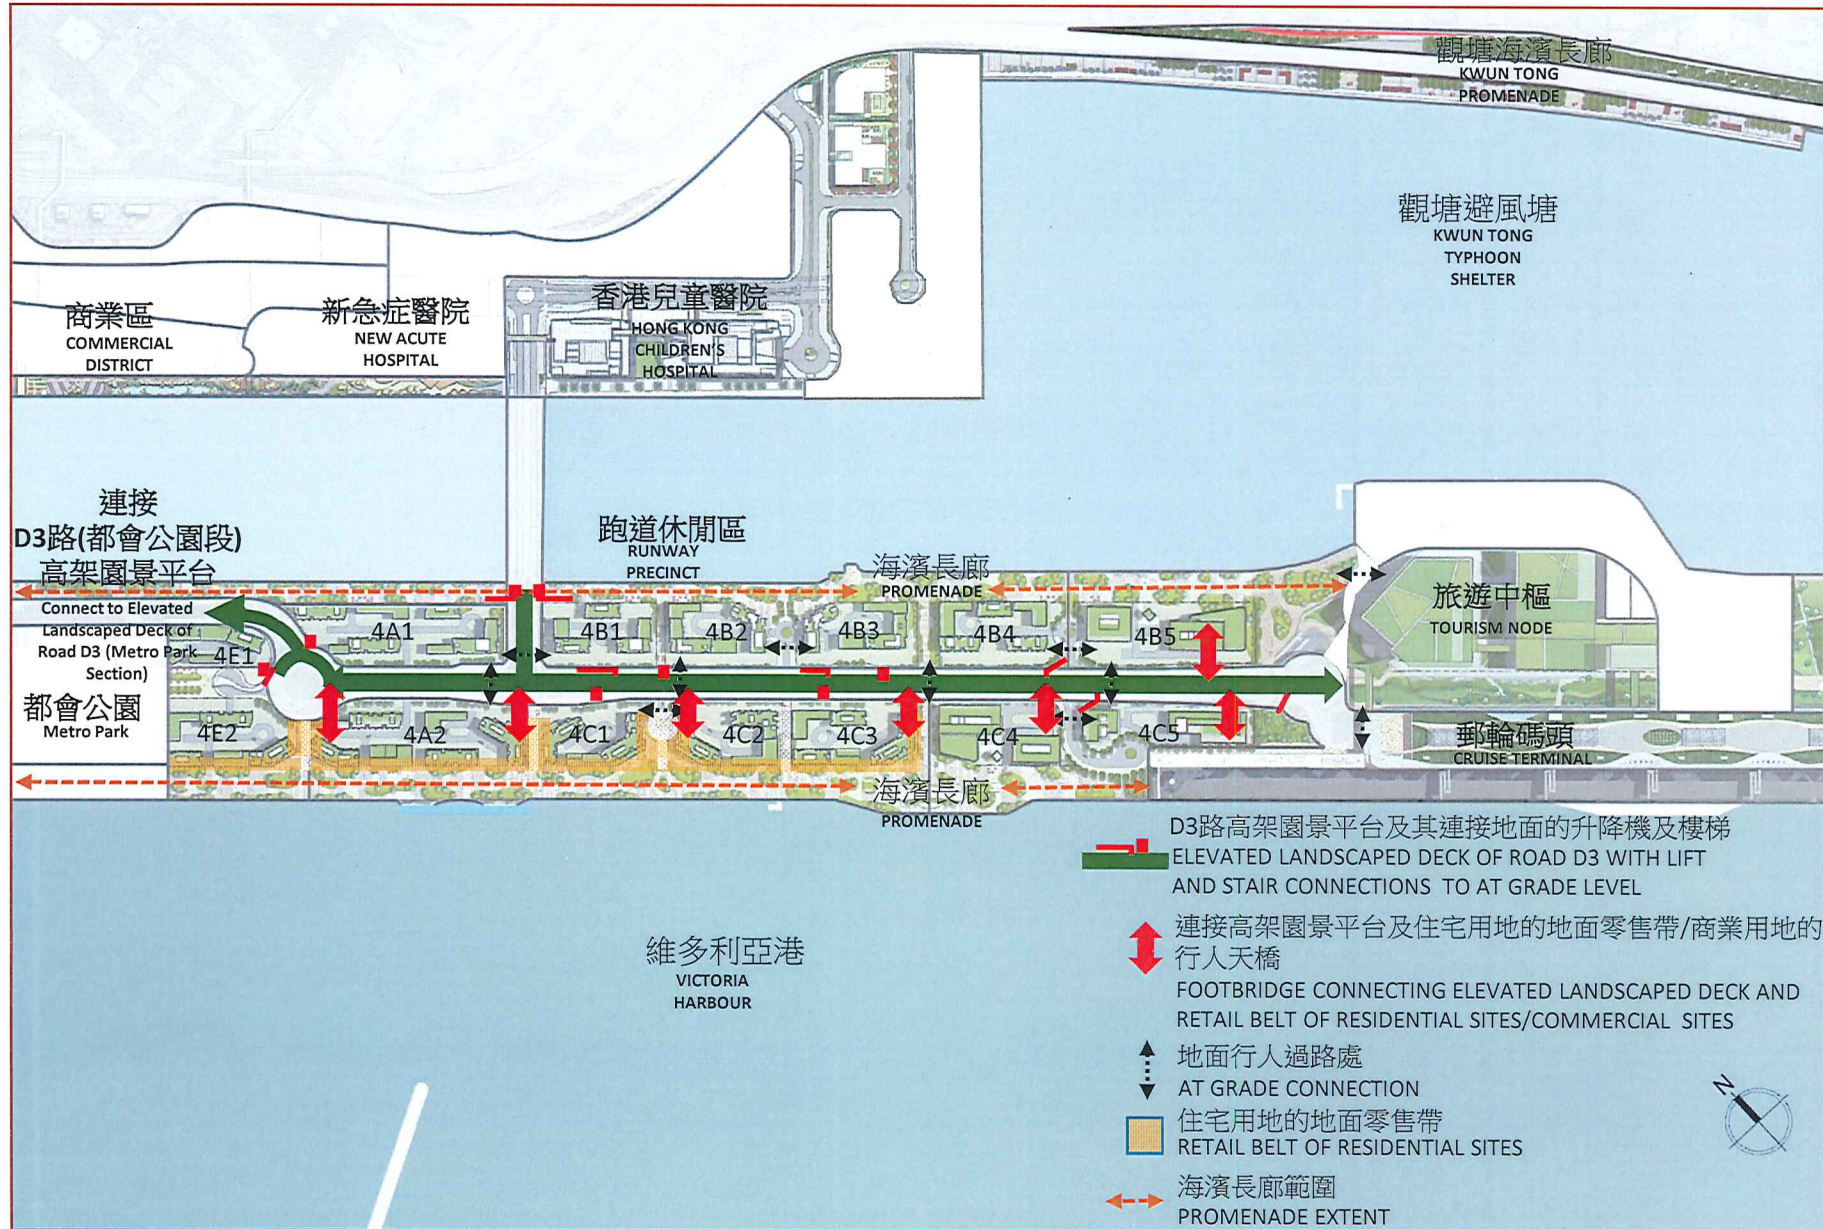 觀塘海濱長廊
KWUN TONG
PROMENADE
觀塘避風塘
KWUN TONG
TYPHOON
SHELTER
商業區
COMMERCIAL
DISTRICT
新急症醫院
NEW ACUTE
HOSPITAL
香港兒童醫院
HONG KONG
CHILDREN'S
HOSPITAL
連接
D3路(都會公園段)
高架園景平台
Connect to Elevated
Landscaped Deck of
Road D3 (Metro Park
Section)
跑道休閒區
RUNWAY
PRECINCT
海濱長廊
PROMENADE
旅遊中樞
TOURISM NODE
4A1
4B1
4B2
4B3
4B4
4B5
4E1
都會公園
Metro Park
4E2
4A2
4C1
4C2
4C3
4C4
4C5
郵輪碼頭
CRUISE TERMINAL
海濱長廊
PROMENADE
維多利亞港
VICTORIA
HARBOUR
D3路高架園景平台及其連接地面的升降機及樓梯
ELEVATED LANDSCAPED DECK OF ROAD D3 WITH LIFT
AND STAIR CONNECTIONS TO AT GRADE LEVEL
連接高架園景平台及住宅用地的地面零售帶/商業用地的
行人天橋
FOOTBRIDGE CONNECTING ELEVATED LANDSCAPED DECK AND
RETAIL BELT OF RESIDENTIAL SITES/COMMERCIAL SITES
地面行人過路處
AT GRADE CONNECTION
住宅用地的地面零售帶
RETAIL BELT OF RESIDENTIAL SITES
海濱長廊範圍
PROMENADE EXTENT
N